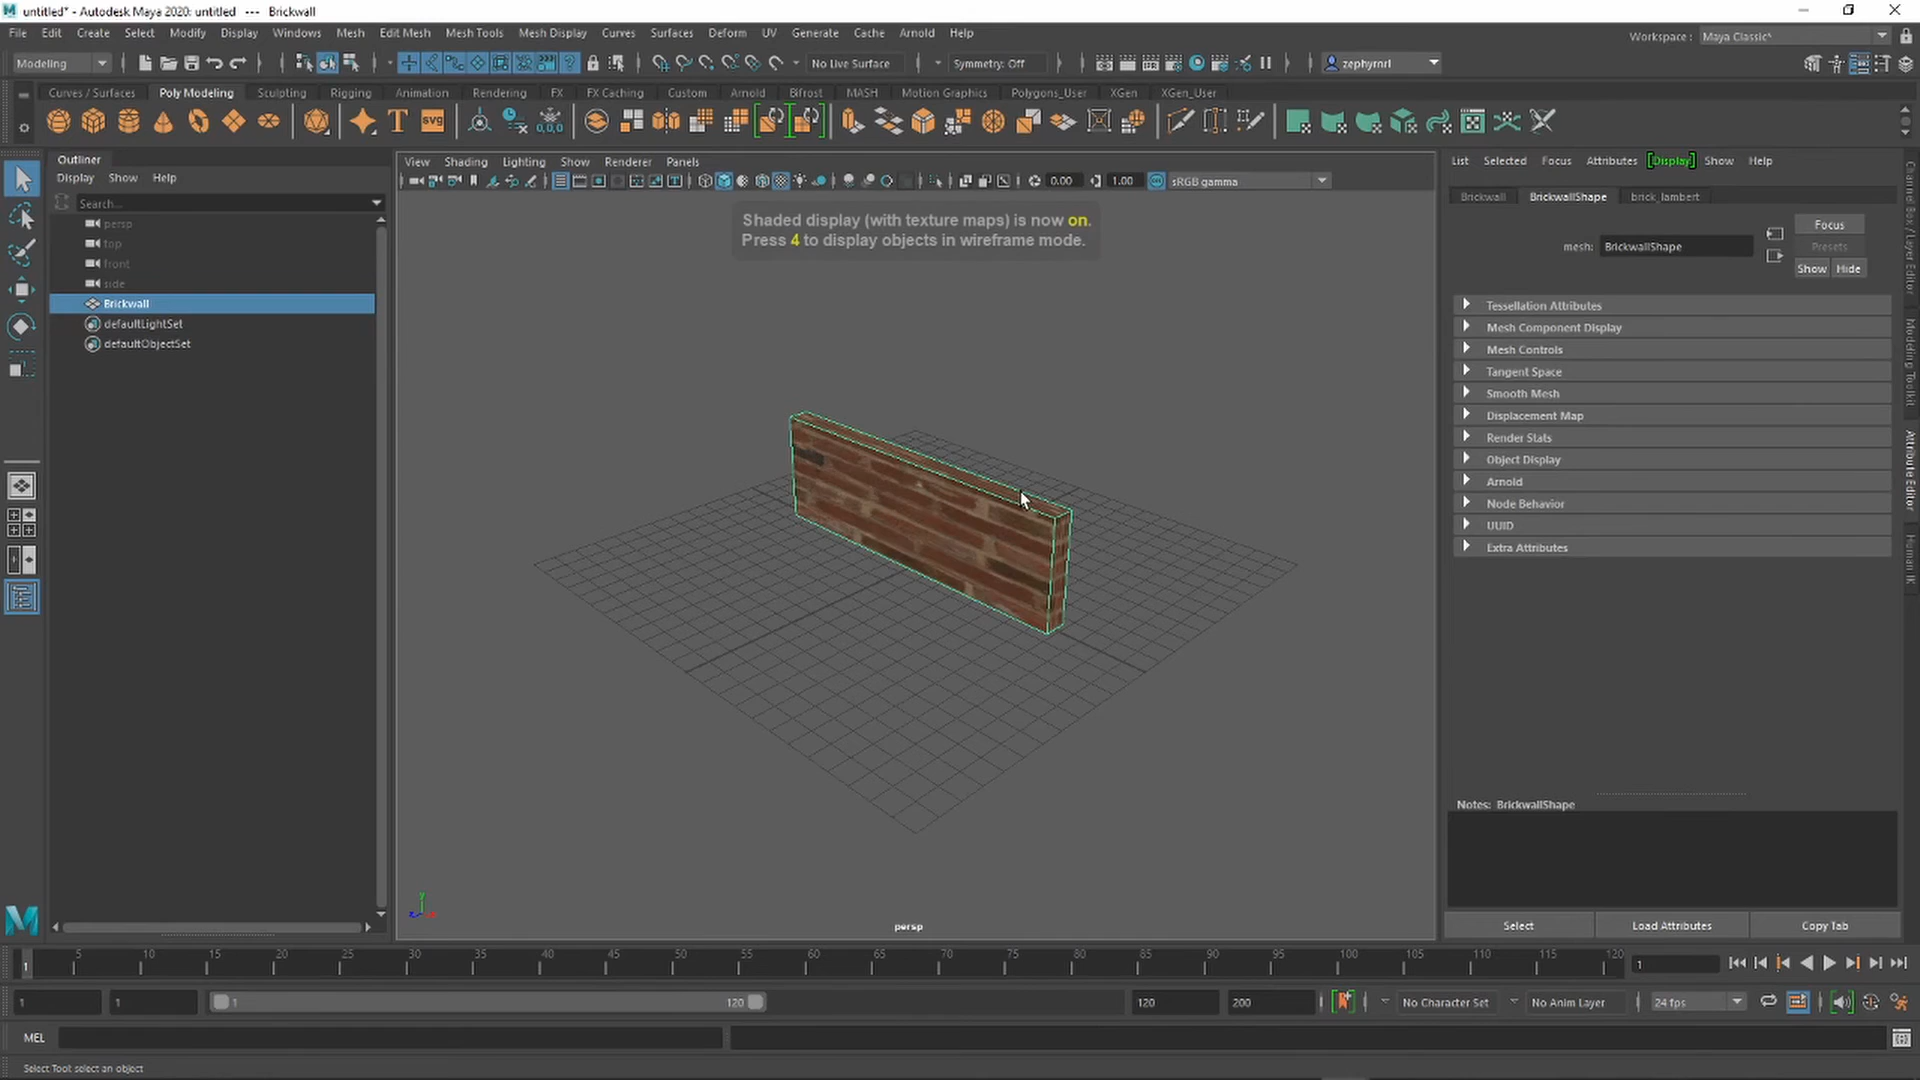 untitled* - Autodesk Maya 2020: untitled --- Brickwall
File Edit Create Select Modify Display Windows Mesh Edit Mesh Mesh Tools Mesh Display Curves Surfaces Deform UV Generate Cache Arnold Help
Workspace : Maya Classic*
Modeling No Live Surface Symmetry: Off zephyrnrl
Curves / Surfaces Poly Modeling Sculpting Rigging Animation Rendering FX FX Caching Custom Arnold Bifrost MASH Motion Graphics Polygons_User XGen XGen_User
T svg 0,0,0
Outliner
Display Show Help
Search...
persp
top
front
side
Brickwall
defaultLightSet
defaultObjectSet
View Shading Lighting Show Renderer Panels
0.00 1.00 sRGB gamma
Shaded display (with texture maps) is now on.
Press 4 to display objects in wireframe mode.
persp
List Selected Focus Attributes Display Show Help
Brickwall BrickwallShape brick_lambert
Focus
mesh: BrickwallShape Presets
Show Hide
Tessellation Attributes
Mesh Component Display
Mesh Controls
Tangent Space
Smooth Mesh
Displacement Map
Render Stats
Object Display
Arnold
Node Behavior
UUID
Extra Attributes
Notes: BrickwallShape
Select Load Attributes Copy Tab
Channel Box / Layer Editor
Modeling Toolkit
Attribute Editor
Human IK
1 5 10 15 20 25 30 35 40 45 50 55 60 65 70 75 80 85 90 95 100 105 110 115 120 1
1 1 1 120 120 200 No Character Set No Anim Layer 24 fps
MEL
Select Tool: select an object